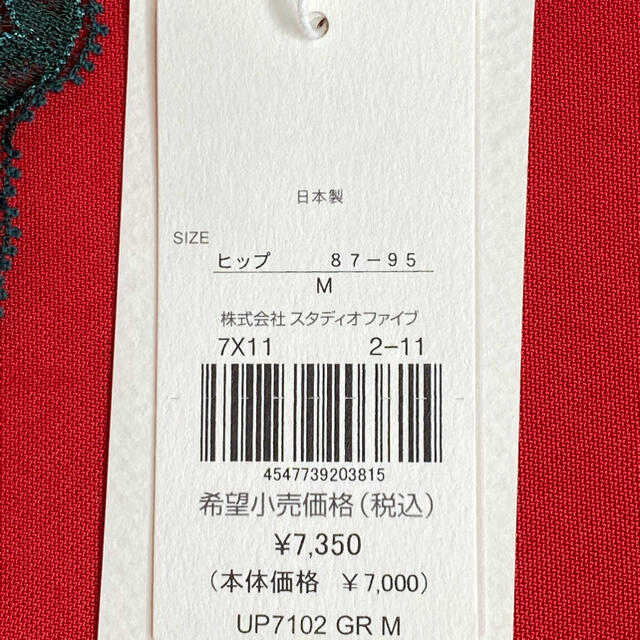 日本製
SIZE
ヒップ　87−95
M
株式会社 スタディオファイブ
7X11 2−11
4547739203815
希望小売価格(税込)
¥7,350
(本体価格 ¥7,000)
UP7102 GR M